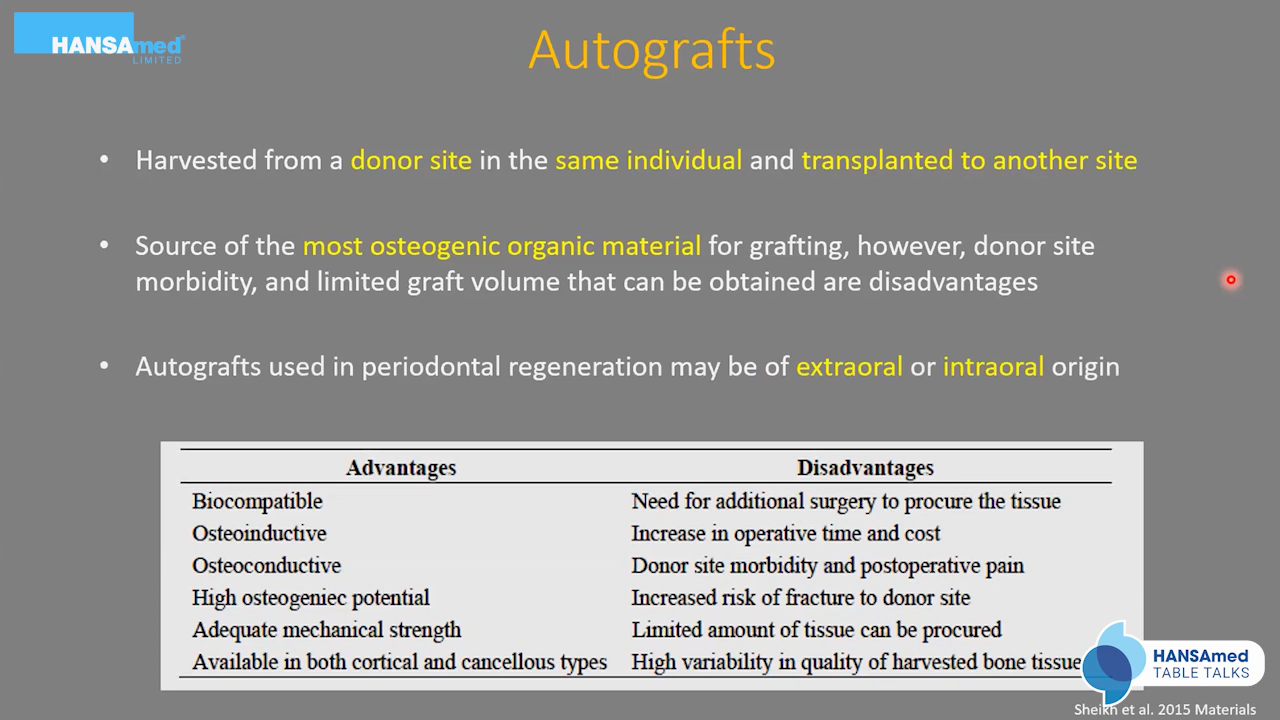 HANSAmed
LIMITED
Autografts
• Harvested from a donor site in the same individual and transplanted to another site
• Source of the most osteogenic organic material for grafting, however, donor site
morbidity, and limited graft volume that can be obtained are disadvantages
• Autografts used in periodontal regeneration may be of extraoral or intraoral origin
Advantages Disadvantages
Biocompatible Need for additional surgery to procure the tissue
Osteoinductive Increase in operative time and cost
Osteoconductive Donor site morbidity and postoperative pain
High osteogeniec potential Increased risk of fracture to donor site
Adequate mechanical strength Limited amount of tissue can be procured
Available in both cortical and cancellous types High variability in quality of harvested bone tissue
HANSAmed
TABLE TALKS
Sheikh et al. 2015 Materials